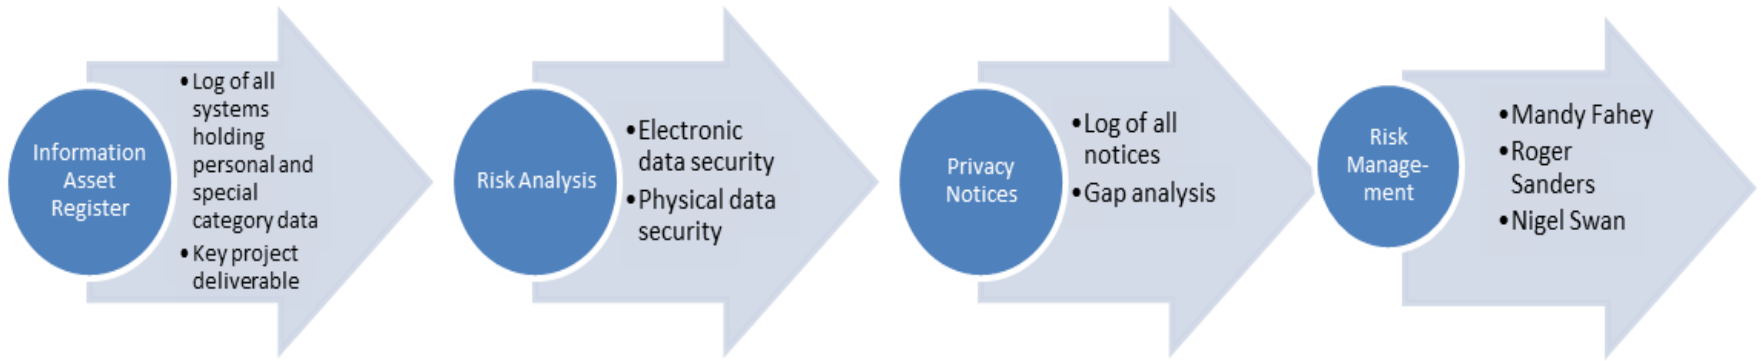 Information
Asset
Register
•Log of all
systems
holding
personal and
special
category data
•Key project
deliverable
Risk Analysis
•Electronic
data security
•Physical data
security
Privacy
Notices
•Log of all
notices
•Gap analysis
Risk
Manage-
ment
•Mandy Fahey
•Roger
Sanders
•Nigel Swan